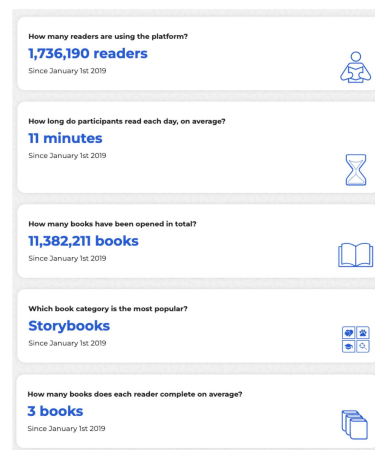 How many readers are using the platform?
1,736,190 readers
Since January 1st 2019
How long do participants read each day, on average?
11 minutes
Since January 1st 2019
How many books have been opened in total?
11,382,211 books
Since January 1st 2019
Which book category is the most popular?
Storybooks
Since January 1st 2019
How many books does each reader complete on average?
3 books
Since January 1st 2019